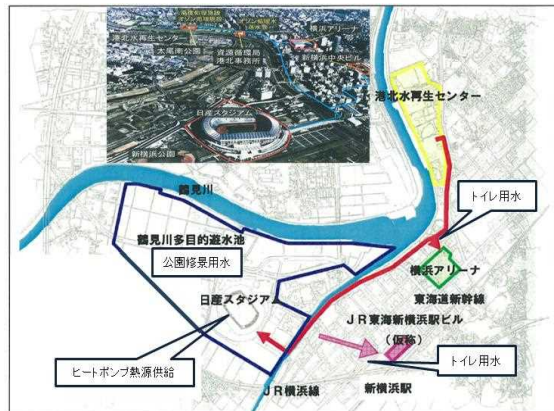 港北水再生センター
太尾南公園
資源循環局
港北事務所
横浜アリーナ
新横浜中央ビル
日産スタジアム
新横浜公園
港北水再生センター
トイレ用水
鶴見川
鶴見川多目的遊水池
公園修景用水
横浜アリーナ
東海道新幹線
日産スタジアム
JR東海新横浜駅ビル
(仮称)
ヒートポンプ熱源供給
トイレ用水
JR横浜線
新横浜駅